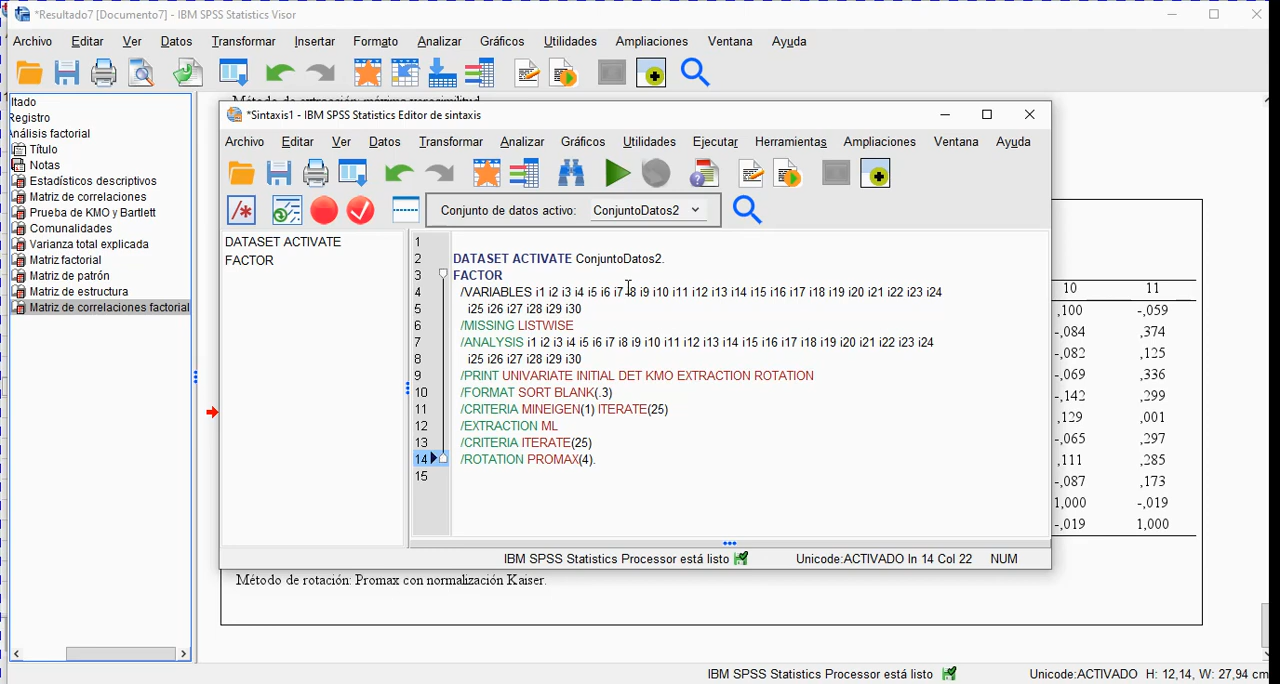 *Resultado7 [Documento7] - IBM SPSS Statistics Visor
Archivo Editar Ver Datos Transformar Insertar Formato Analizar Gráficos Utilidades Ampliaciones Ventana Ayuda
ltado
Registro
Análisis factorial
Título
Notas
Estadísticos descriptivos
Matriz de correlaciones
Prueba de KMO y Bartlett
Comunalidades
Varianza total explicada
Matriz factorial
Matriz de patrón
Matriz de estructura
Matriz de correlaciones factorial
*Sintaxis1 - IBM SPSS Statistics Editor de sintaxis
Archivo Editar Ver Datos Transformar Analizar Gráficos Utilidades Ejecutar Herramientas Ampliaciones Ventana Ayuda
Conjunto de datos activo: ConjuntoDatos2
DATASET ACTIVATE
FACTOR
1
2 DATASET ACTIVATE ConjuntoDatos2.
3 FACTOR
4 /VARIABLES i1 i2 i3 i4 i5 i6 i7 i8 i9 i10 i11 i12 i13 i14 i15 i16 i17 i18 i19 i20 i21 i22 i23 i24
5 i25 i26 i27 i28 i29 i30
6 /MISSING LISTWISE
7 /ANALYSIS i1 i2 i3 i4 i5 i6 i7 i8 i9 i10 i11 i12 i13 i14 i15 i16 i17 i18 i19 i20 i21 i22 i23 i24
8 i25 i26 i27 i28 i29 i30
9 /PRINT UNIVARIATE INITIAL DET KMO EXTRACTION ROTATION
10 /FORMAT SORT BLANK(.3)
11 /CRITERIA MINEIGEN(1) ITERATE(25)
12 /EXTRACTION ML
13 /CRITERIA ITERATE(25)
14 /ROTATION PROMAX(4).
15
IBM SPSS Statistics Processor está listo Unicode:ACTIVADO In 14 Col 22 NUM
10 11
,100 -,059
-,084 ,374
-,082 ,125
-,069 ,336
-,142 ,299
,129 ,001
-,065 ,297
,111 ,285
-,087 ,173
1,000 -,019
-,019 1,000
Método de rotación: Promax con normalización Kaiser.
IBM SPSS Statistics Processor está listo Unicode:ACTIVADO H: 12,14, W: 27,94 cm